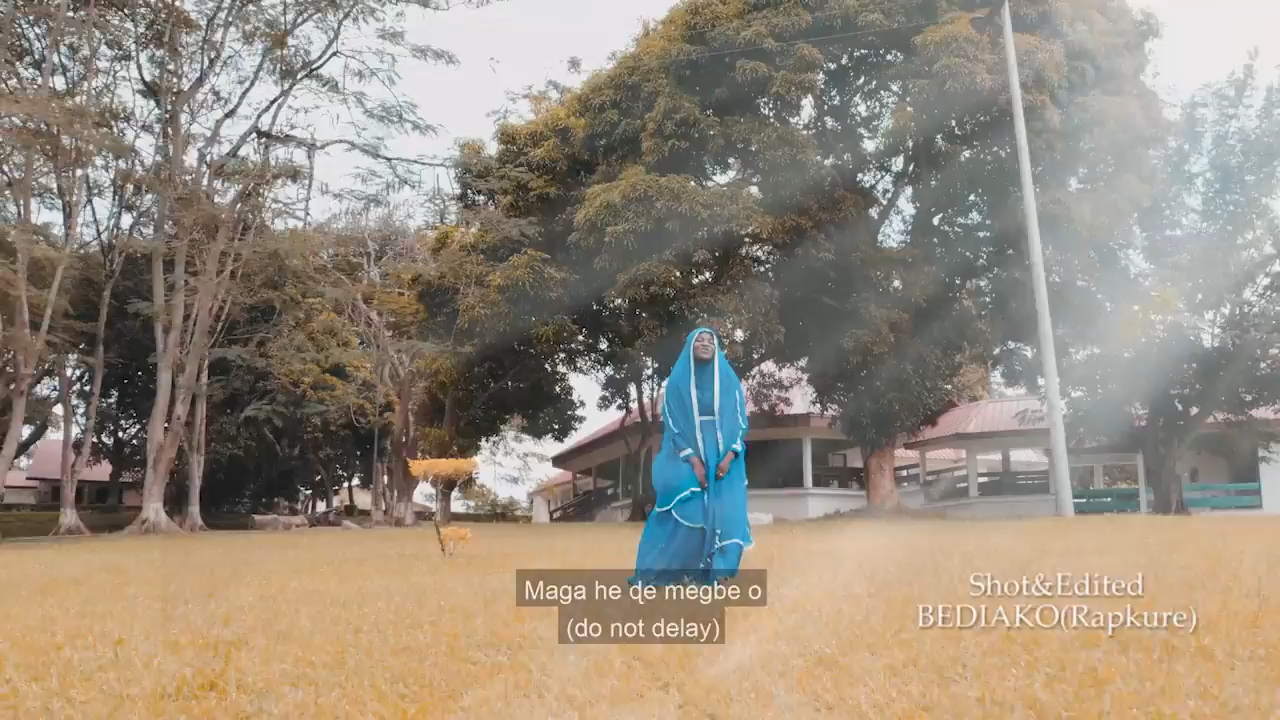 Maga he ɖe megbe o
(do not delay)
Shot&Edited
BEDIAKO(Rapkure)